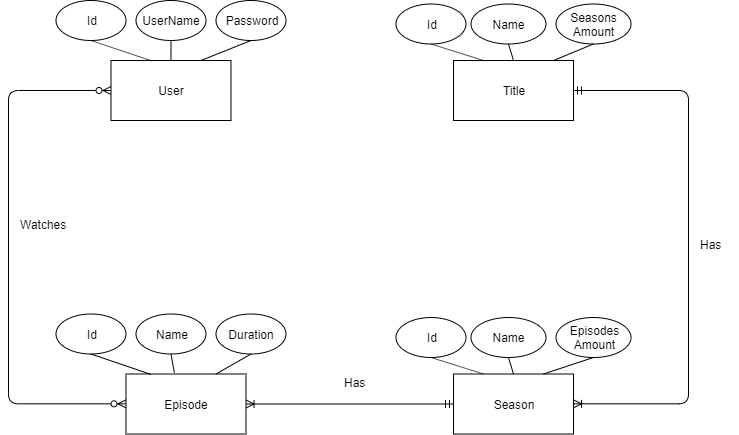 Id
UserName
Password
Id
Name
Seasons
Amount
User
Title
Watches
Has
Id
Name
Duration
Id
Name
Episodes
Amount
Has
Episode
Season